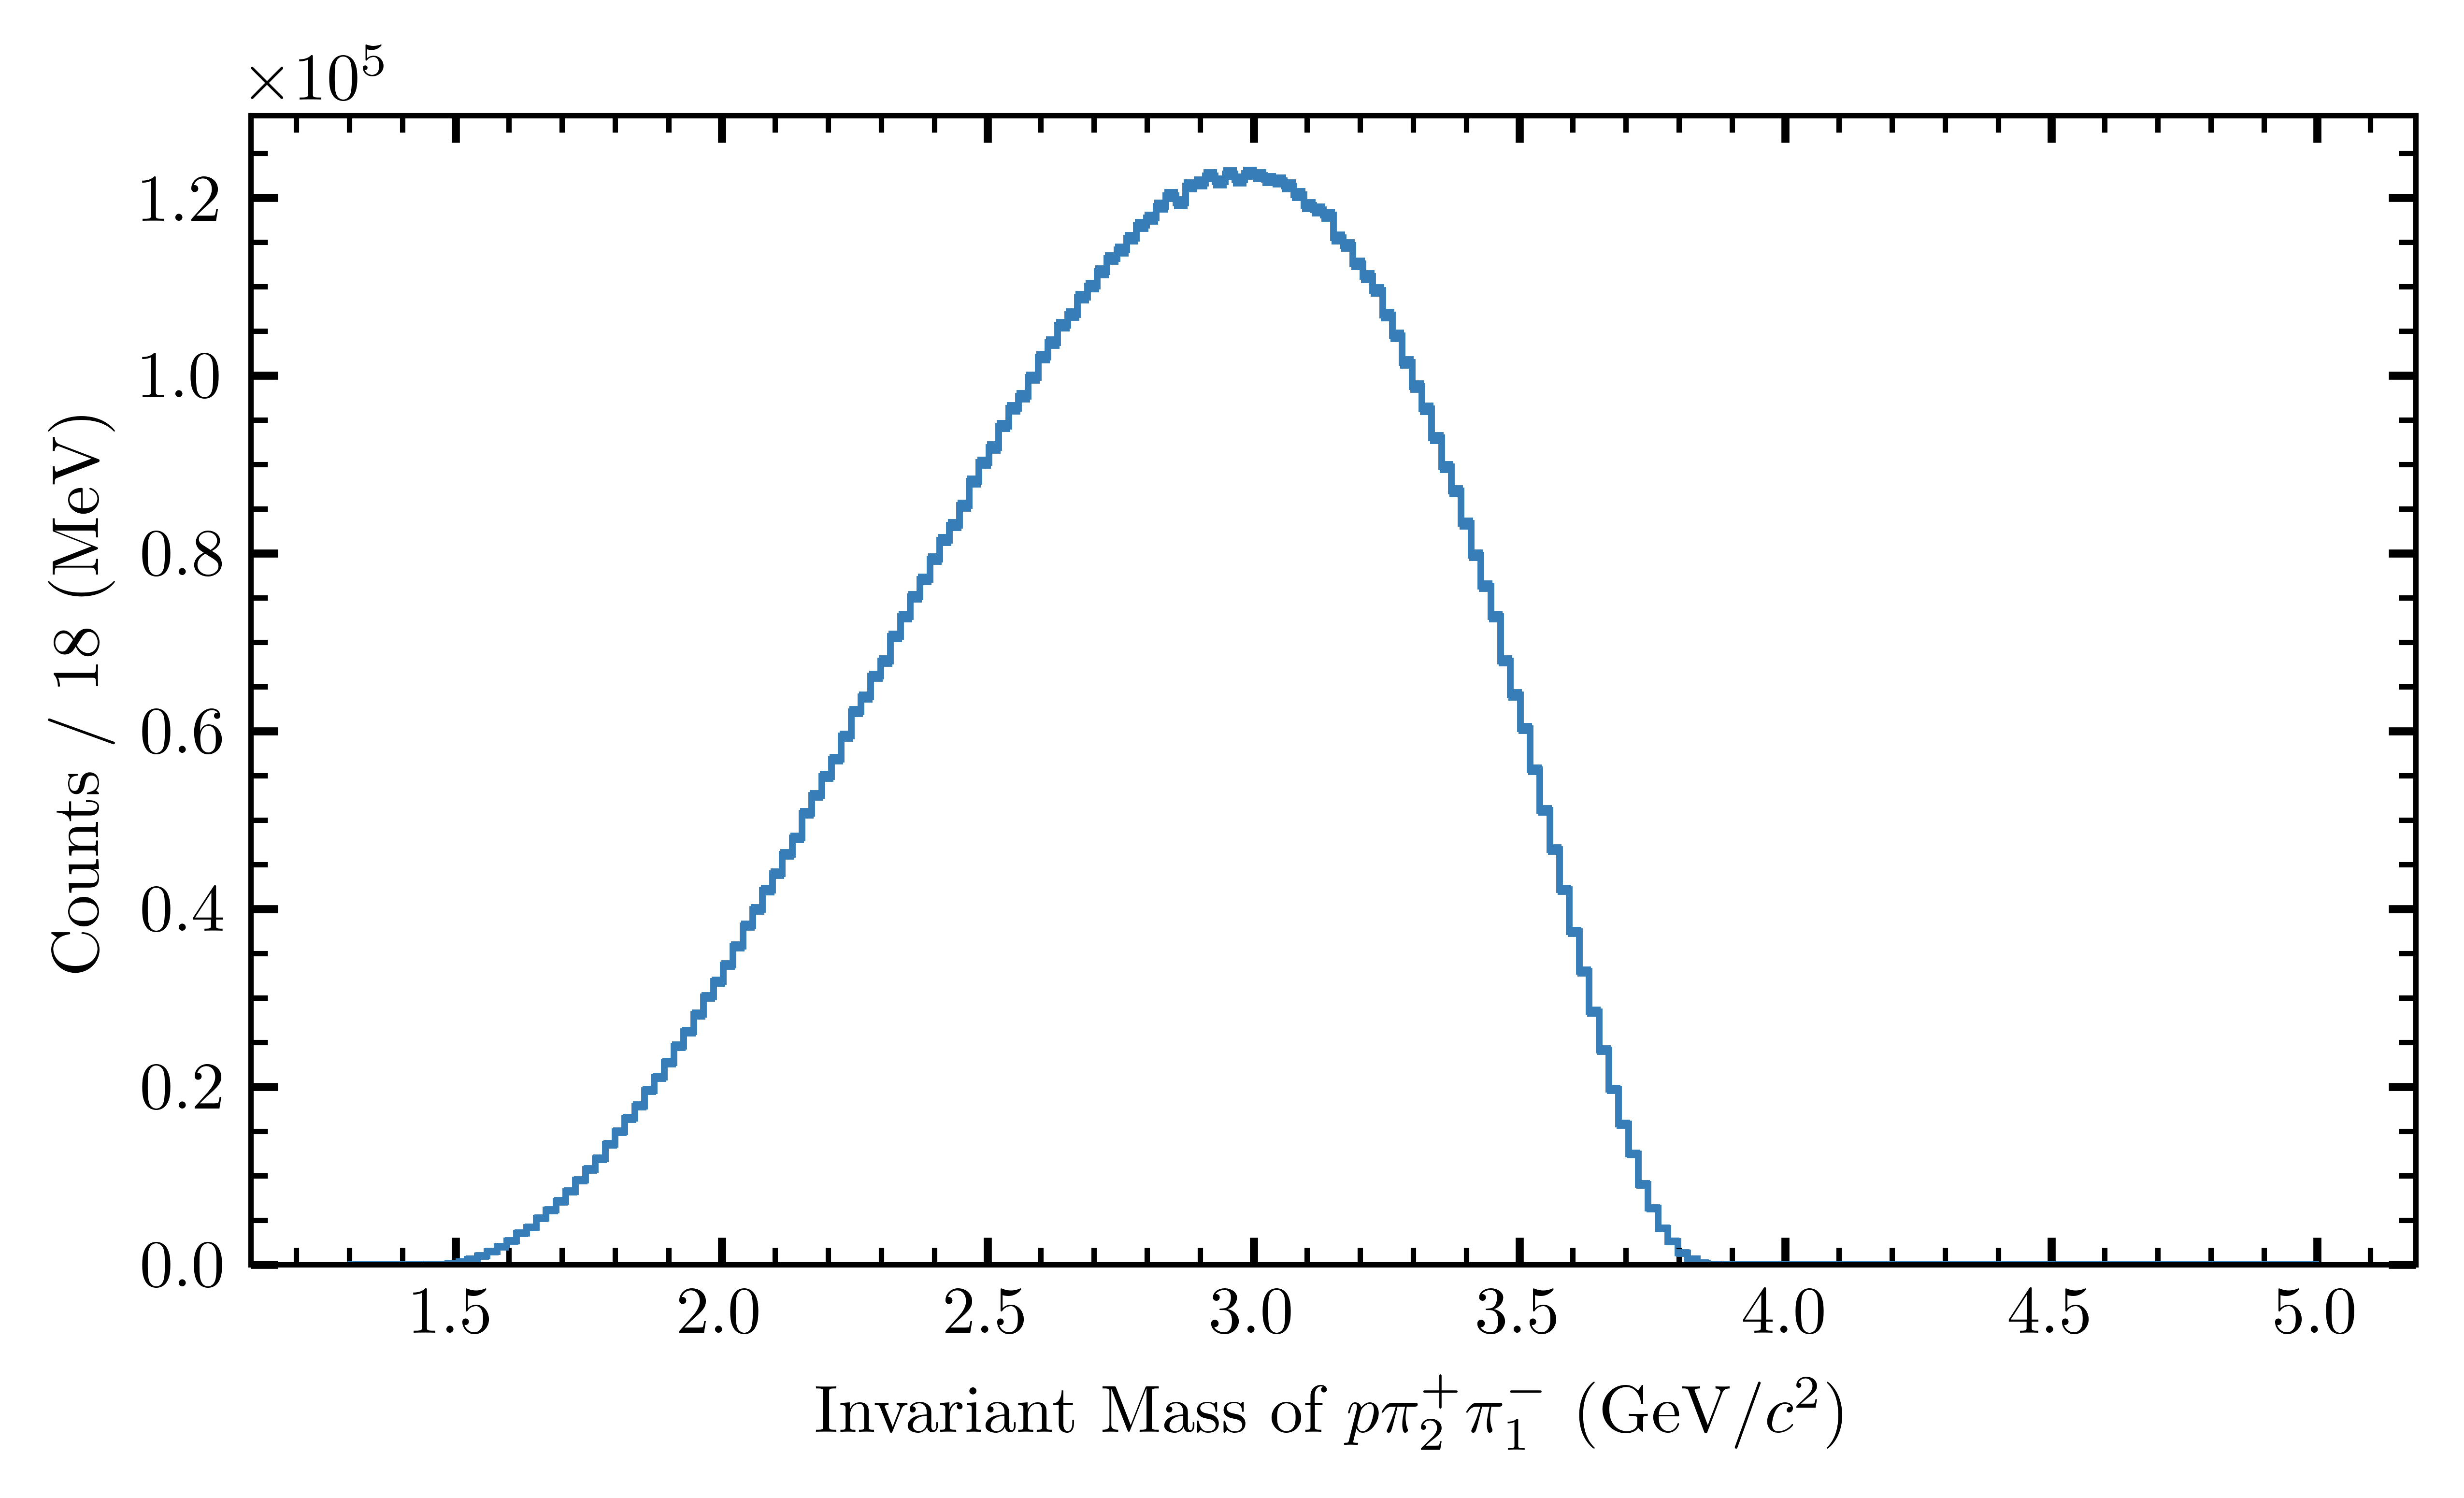 ×10⁵
1.2
1.0
0.8
0.6
0.4
0.2
0.0
Counts / 18 (MeV)
1.5 2.0 2.5 3.0 3.5 4.0 4.5 5.0
Invariant Mass of pπ₂⁺π₁⁻ (GeV/c²)